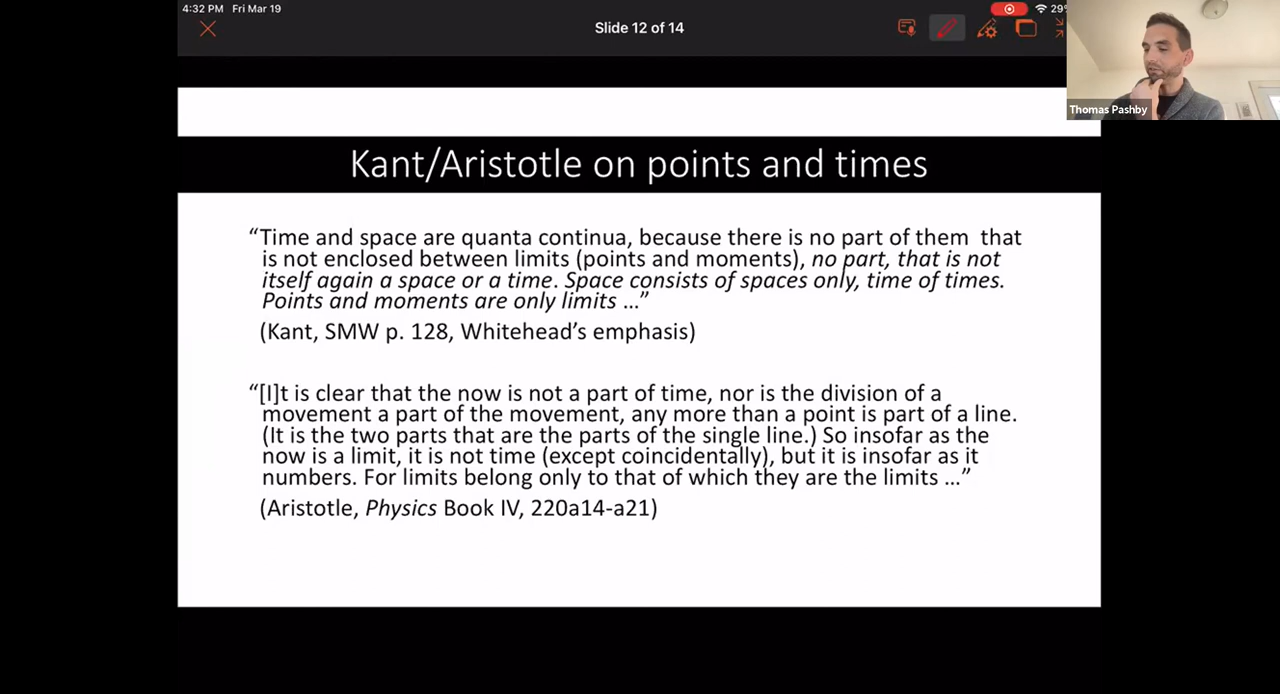 4:32 PM Fri Mar 19
29%
Slide 12 of 14
Thomas Pashby
Kant/Aristotle on points and times
“Time and space are quanta continua, because there is no part of them that
is not enclosed between limits (points and moments), no part, that is not
itself again a space or a time. Space consists of spaces only, time of times.
Points and moments are only limits …”
(Kant, SMW p. 128, Whitehead’s emphasis)
“[I]t is clear that the now is not a part of time, nor is the division of a
movement a part of the movement, any more than a point is part of a line.
(It is the two parts that are the parts of the single line.) So insofar as the
now is a limit, it is not time (except coincidentally), but it is insofar as it
numbers. For limits belong only to that of which they are the limits …”
(Aristotle, Physics Book IV, 220a14-a21)